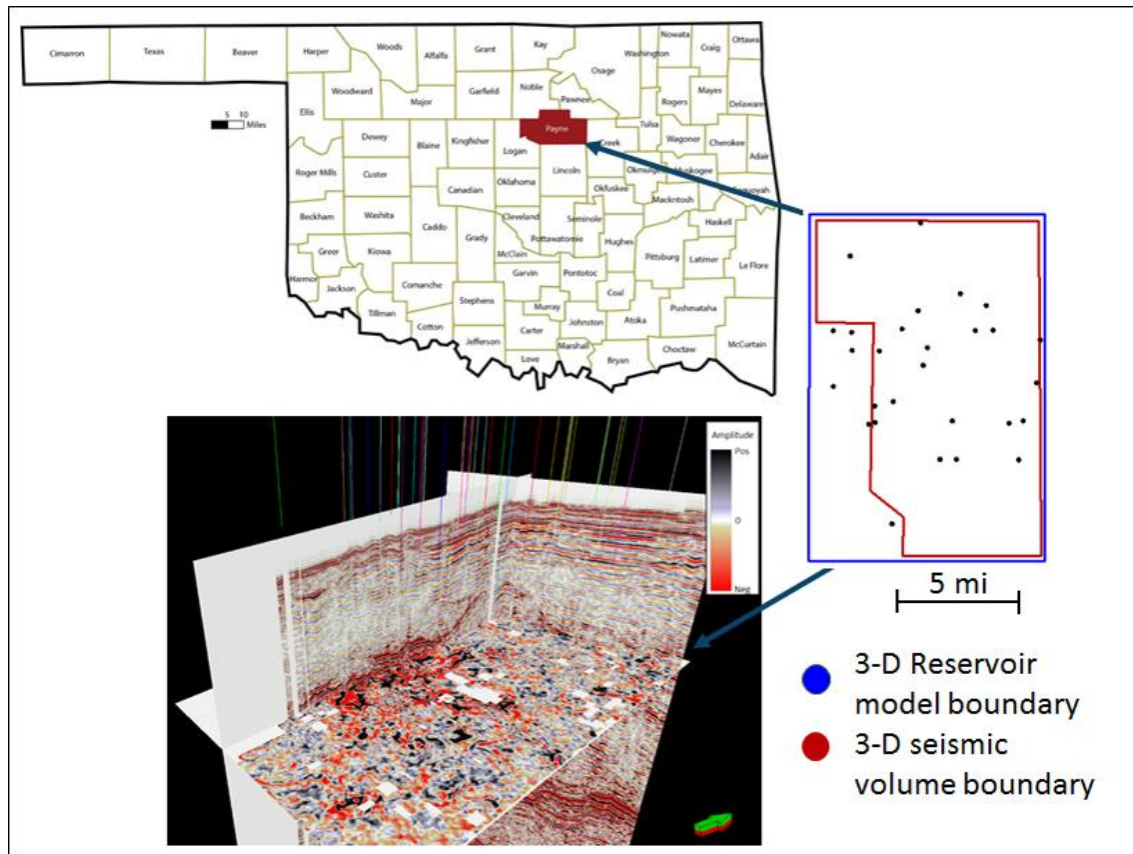 Cimarron
Texas
Beaver
Harper
Woods
Alfalfa
Grant
Kay
Washington
Nowata
Craig
Ottawa
Osage
Woodward
Garfield
Noble
Pawnee
Rogers
Mayes
Delaware
Ellis
Major
5 10
Miles
Payne
Tulsa
Wagoner
Cherokee
Adair
Dewey
Blaine
Kingfisher
Logan
Creek
Lincoln
Roger Mills
Custer
Canadian
Oklahoma
Okfuskee
Okmulgee
Muskogee
Sequoyah
Mackntosh
Beckham
Washita
Caddo
Grady
Cleveland
Pottawatomie
Seminole
Hughes
Haskell
Greer
Kiowa
McClain
Pittsburg
Latimer
Le Flore
Harmor
Jackson
Comanche
Garvin
Pontotoc
Coal
Tillman
Stephens
Murray
Johnston
Atoka
Pushmataha
Cotton
Jefferson
Carter
Love
Marshall
Bryan
Choctaw
McCurtain
Amplitude
Pos
0
Neg
5 mi
3-D Reservoir
model boundary
3-D seismic
volume boundary